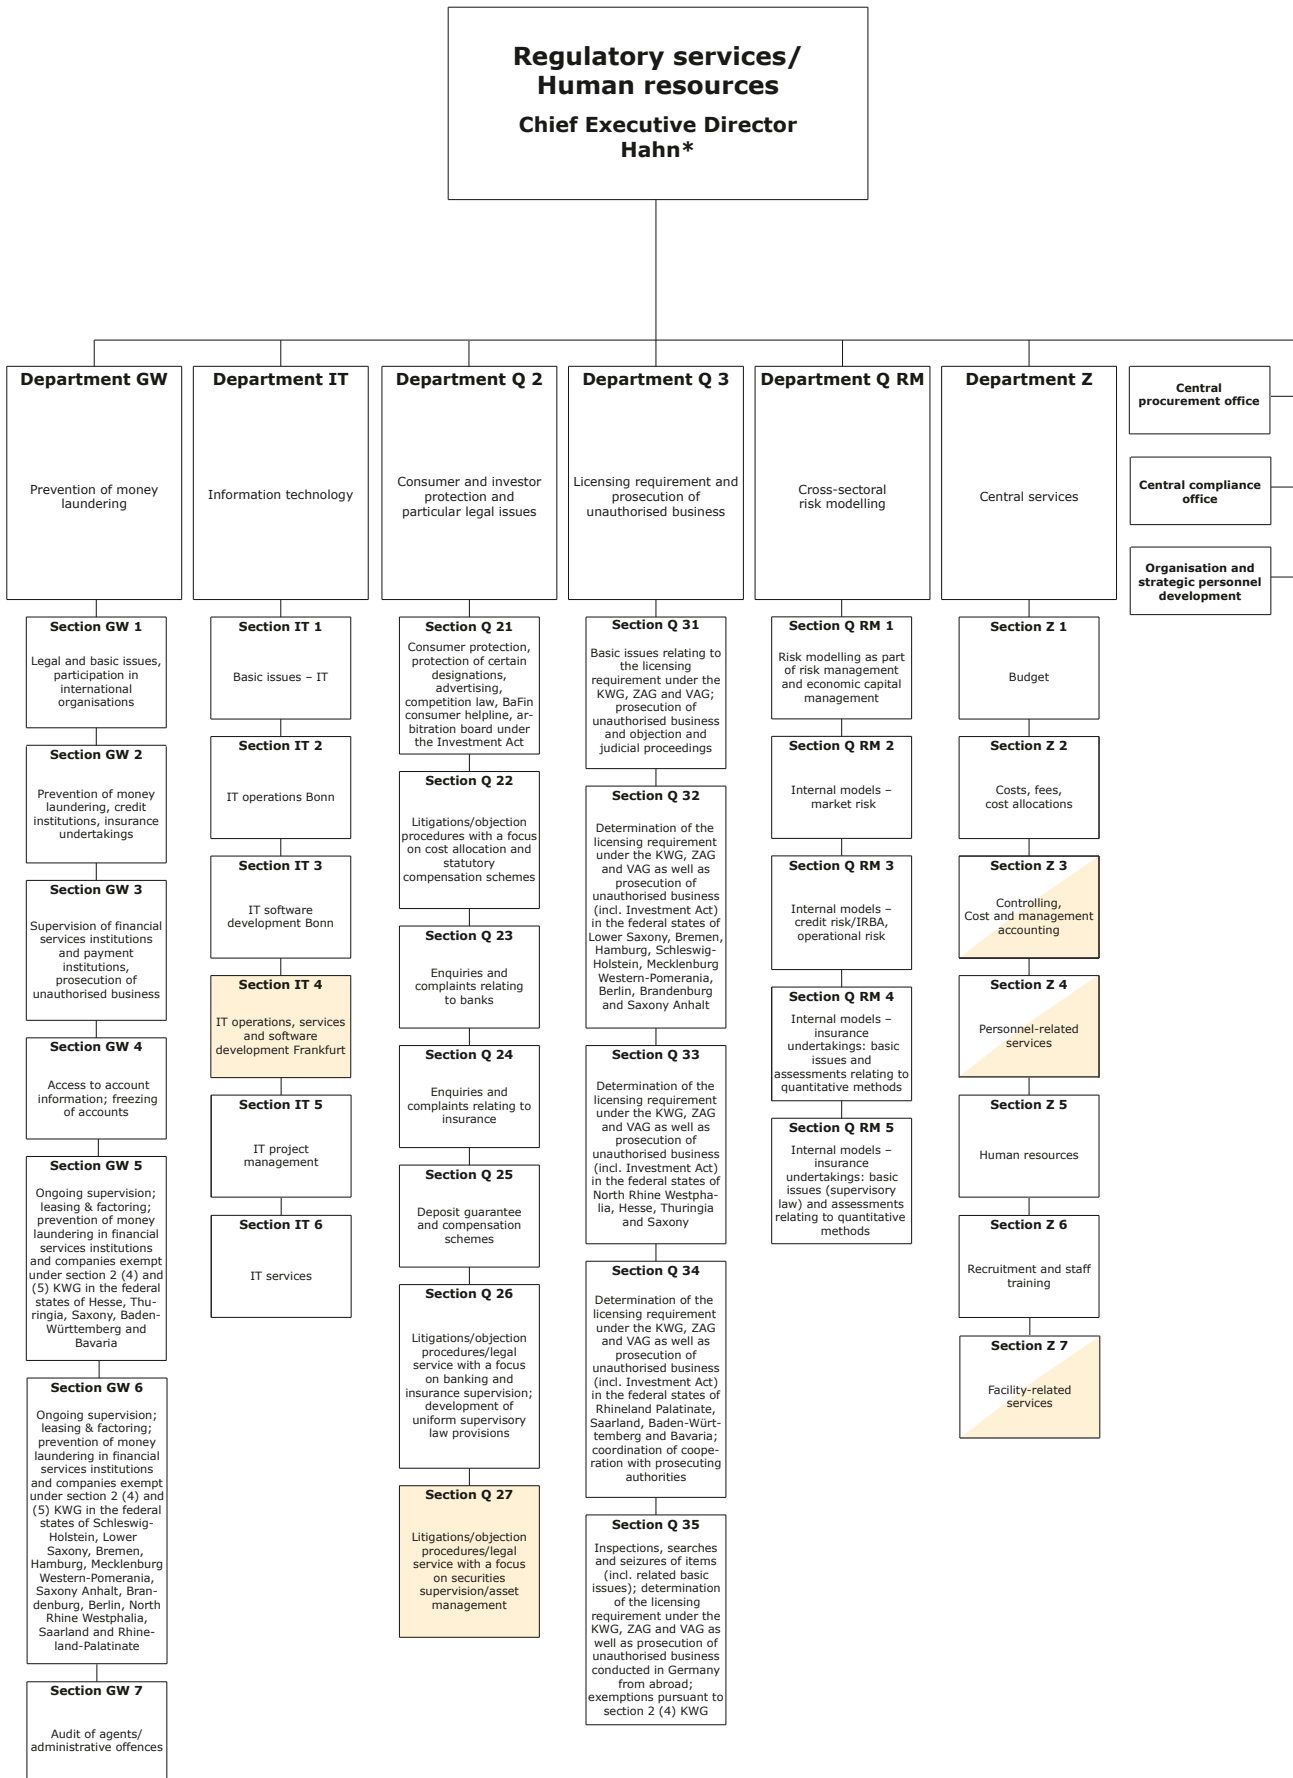 Regulatory services/
Human resources
Chief Executive Director
Hahn*
Department GW
Prevention of money
laundering
Section GW 1
Legal and basic issues,
participation in
international
organisations
Section GW 2
Prevention of money
laundering, credit
institutions, insurance
undertakings
Section GW 3
Supervision of financial
services institutions
and payment
institutions,
prosecution of
unauthorised business
Section GW 4
Access to account
information; freezing
of accounts
Section GW 5
Ongoing supervision;
leasing & factoring;
prevention of money
laundering in financial
services institutions
and companies exempt
under section 2 (4) and
(5) KWG in the federal
states of Hesse, Thu-
ringia, Saxony, Baden-
Württemberg and
Bavaria
Section GW 6
Ongoing supervision;
leasing & factoring;
prevention of money
laundering in financial
services institutions
and companies exempt
under section 2 (4) and
(5) KWG in the federal
states of Schleswig-
Holstein, Lower
Saxony, Bremen,
Hamburg, Mecklenburg
Western-Pomerania,
Saxony Anhalt, Bran-
denburg, Berlin, North
Rhine Westphalia,
Saarland and Rhine-
land-Palatinate
Section GW 7
Audit of agents/
administrative offences
Department IT
Information technology
Section IT 1
Basic issues – IT
Section IT 2
IT operations Bonn
Section IT 3
IT software
development Bonn
Section IT 4
IT operations, services
and software
development Frankfurt
Section IT 5
IT project
management
Section IT 6
IT services
Department Q 2
Consumer and investor
protection and
particular legal issues
Section Q 21
Consumer protection,
protection of certain
designations,
advertising,
competition law, BaFin
consumer helpline, ar-
bitration board under
the Investment Act
Section Q 22
Litigations/objection
procedures with a focus
on cost allocation and
statutory
compensation schemes
Section Q 23
Enquiries and
complaints relating
to banks
Section Q 24
Enquiries and
complaints relating to
insurance
Section Q 25
Deposit guarantee
and compensation
schemes
Section Q 26
Litigations/objection
procedures/legal
service with a focus
on banking and
insurance supervision;
development of
uniform supervisory
law provisions
Section Q 27
Litigations/objection
procedures/legal
service with a focus
on securities
supervision/asset
management
Department Q 3
Licensing requirement and
prosecution of
unauthorised business
Section Q 31
Basic issues relating to
the licensing
requirement under the
KWG, ZAG and VAG;
prosecution of
unauthorised business
and objection and
judicial proceedings
Section Q 32
Determination of the
licensing requirement
under the KWG, ZAG
and VAG as well as
prosecution of
unauthorised business
(incl. Investment Act)
in the federal states of
Lower Saxony, Bremen,
Hamburg, Schleswig-
Holstein, Mecklenburg
Western-Pomerania,
Berlin, Brandenburg
and Saxony Anhalt
Section Q 33
Determination of the
licensing requirement
under the KWG, ZAG
and VAG as well as
prosecution of
unauthorised business
(incl. Investment Act)
in the federal states of
North Rhine Westpha-
lia, Hesse, Thuringia
and Saxony
Section Q 34
Determination of the
licensing requirement
under the KWG, ZAG
and VAG as well as
prosecution of
unauthorised business
(incl. Investment Act)
in the federal states of
Rhineland Palatinate,
Saarland, Baden-Würt-
temberg and Bavaria;
coordination of coope-
ration with prosecuting
authorities
Section Q 35
Inspections, searches
and seizures of items
(incl. related basic
issues); determination
of the licensing
requirement under the
KWG, ZAG and VAG as
well as prosecution of
unauthorised business
conducted in Germany
from abroad;
exemptions pursuant to
section 2 (4) KWG
Department Q RM
Cross-sectoral
risk modelling
Section Q RM 1
Risk modelling as part
of risk management
and economic capital
management
Section Q RM 2
Internal models –
market risk
Section Q RM 3
Internal models –
credit risk/IRBA,
operational risk
Section Q RM 4
Internal models –
insurance
undertakings: basic
issues and
assessments relating to
quantitative methods
Section Q RM 5
Internal models –
insurance
undertakings: basic
issues (supervisory
law) and assessments
relating to quantitative
methods
Department Z
Central services
Section Z 1
Budget
Section Z 2
Costs, fees,
cost allocations
Section Z 3
Controlling,
Cost and management
accounting
Section Z 4
Personnel-related
services
Section Z 5
Human resources
Section Z 6
Recruitment and staff
training
Section Z 7
Facility-related
services
Central
procurement office
Central compliance
office
Organisation and
strategic personnel
development